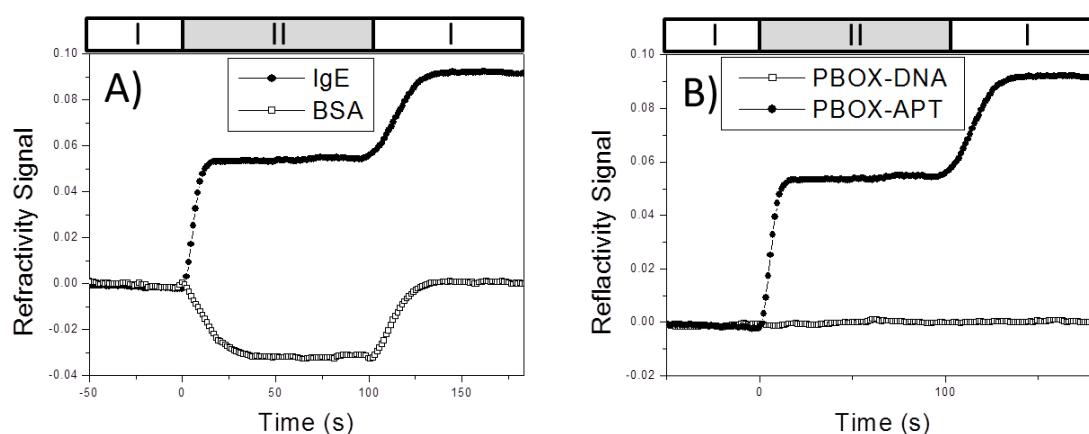 I II I
A)
IgE
BSA
0.10
0.08
0.06
0.04
0.02
0.00
-0.02
-0.04
-50 0 50 100 150
Refractivity Signal
Time (s)
I II I
B)
PBOX-DNA
PBOX-APT
0.10
0.08
0.06
0.04
0.02
0.00
-0.02
0 100
Reflactivity Signal
Time (s)